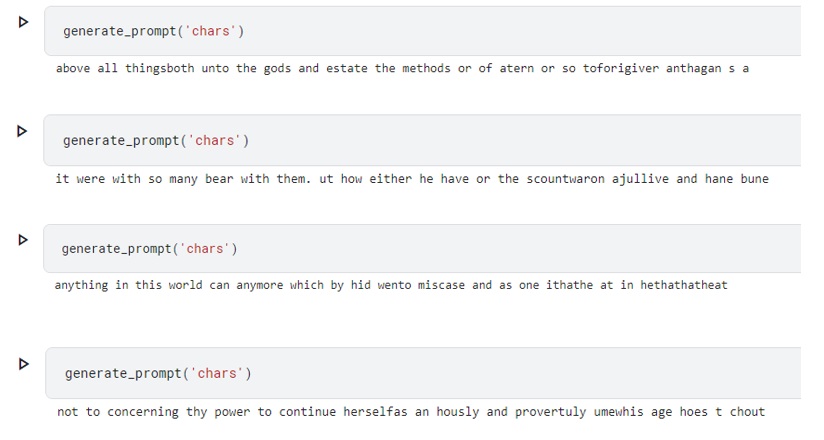 generate_prompt('chars')
above all thingsboth unto the gods and estate the methods or of atern or so toforigiver anthagan s a
generate_prompt('chars')
it were with so many bear with them. ut how either he have or the scountwaron ajullive and hane bune
generate_prompt('chars')
anything in this world can anymore which by hid wento miscase and as one ithathe at in hethathatheat
generate_prompt('chars')
not to concerning thy power to continue herselfas an hously and provertuly umewhis age hoes t chout